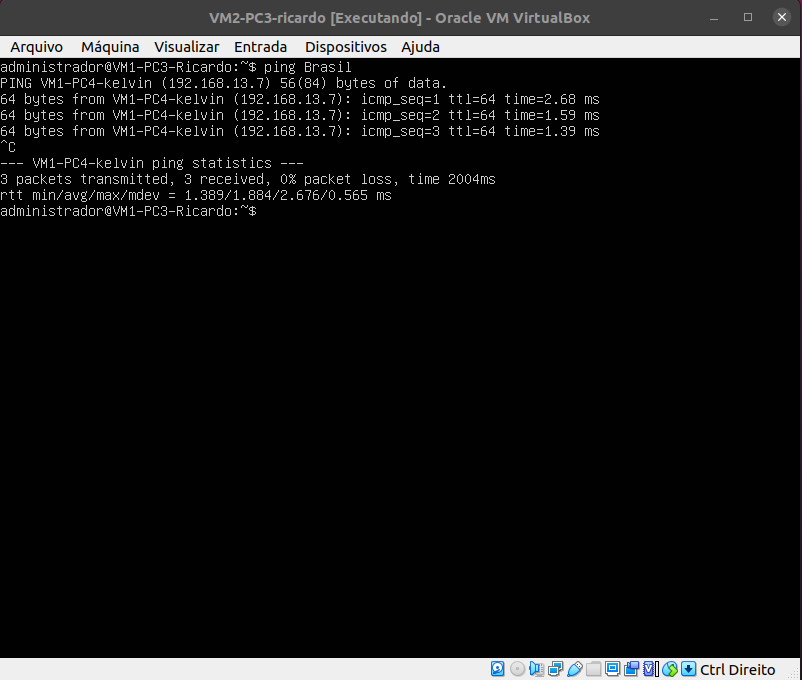 VM2-PC3-ricardo [Executando] - Oracle VM VirtualBox
Arquivo Máquina Visualizar Entrada Dispositivos Ajuda
administrador@VM1-PC3-Ricardo:~$ ping Brasil
PING VM1-PC4-kelvin (192.168.13.7) 56(84) bytes of data.
64 bytes from VM1-PC4-kelvin (192.168.13.7): icmp_seq=1 ttl=64 time=2.68 ms
64 bytes from VM1-PC4-kelvin (192.168.13.7): icmp_seq=2 ttl=64 time=1.59 ms
64 bytes from VM1-PC4-kelvin (192.168.13.7): icmp_seq=3 ttl=64 time=1.39 ms
^C
--- VM1-PC4-kelvin ping statistics ---
3 packets transmitted, 3 received, 0% packet loss, time 2004ms
rtt min/avg/max/mdev = 1.389/1.884/2.676/0.565 ms
administrador@VM1-PC3-Ricardo:~$
Ctrl Direito